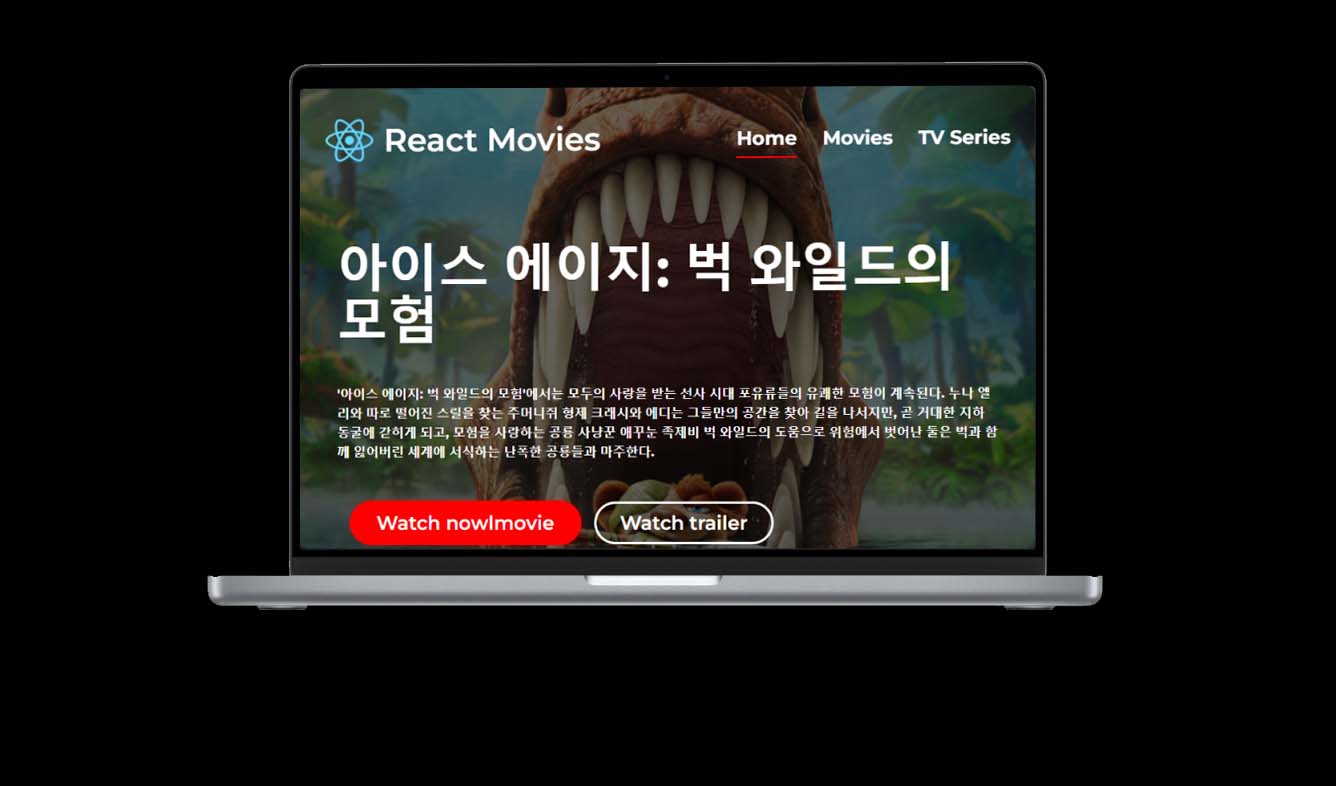 React Movies
Home Movies TV Series
아이스 에이지: 벅 와일드의
모험
'아이스 에이지: 벅 와일드의 모험'에서는 모두의 사랑을 받는 선사 시대 포유류들의 유쾌한 모험이 계속된다. 누나 엘
리와 따로 떨어진 스릴을 찾는 주머니쥐 형제 크래시와 에디는 그들만의 공간을 찾아 길을 나서지만, 곧 거대한 지하
동굴에 갇히게 되고, 모험을 사랑하는 공룡 사냥꾼 애꾸눈 족제비 벅 와일드의 도움으로 위험에서 벗어난 둘은 벅과 함
께 잃어버린 세계에 서식하는 난폭한 공룡들과 마주한다.
Watch nowlmovie Watch trailer